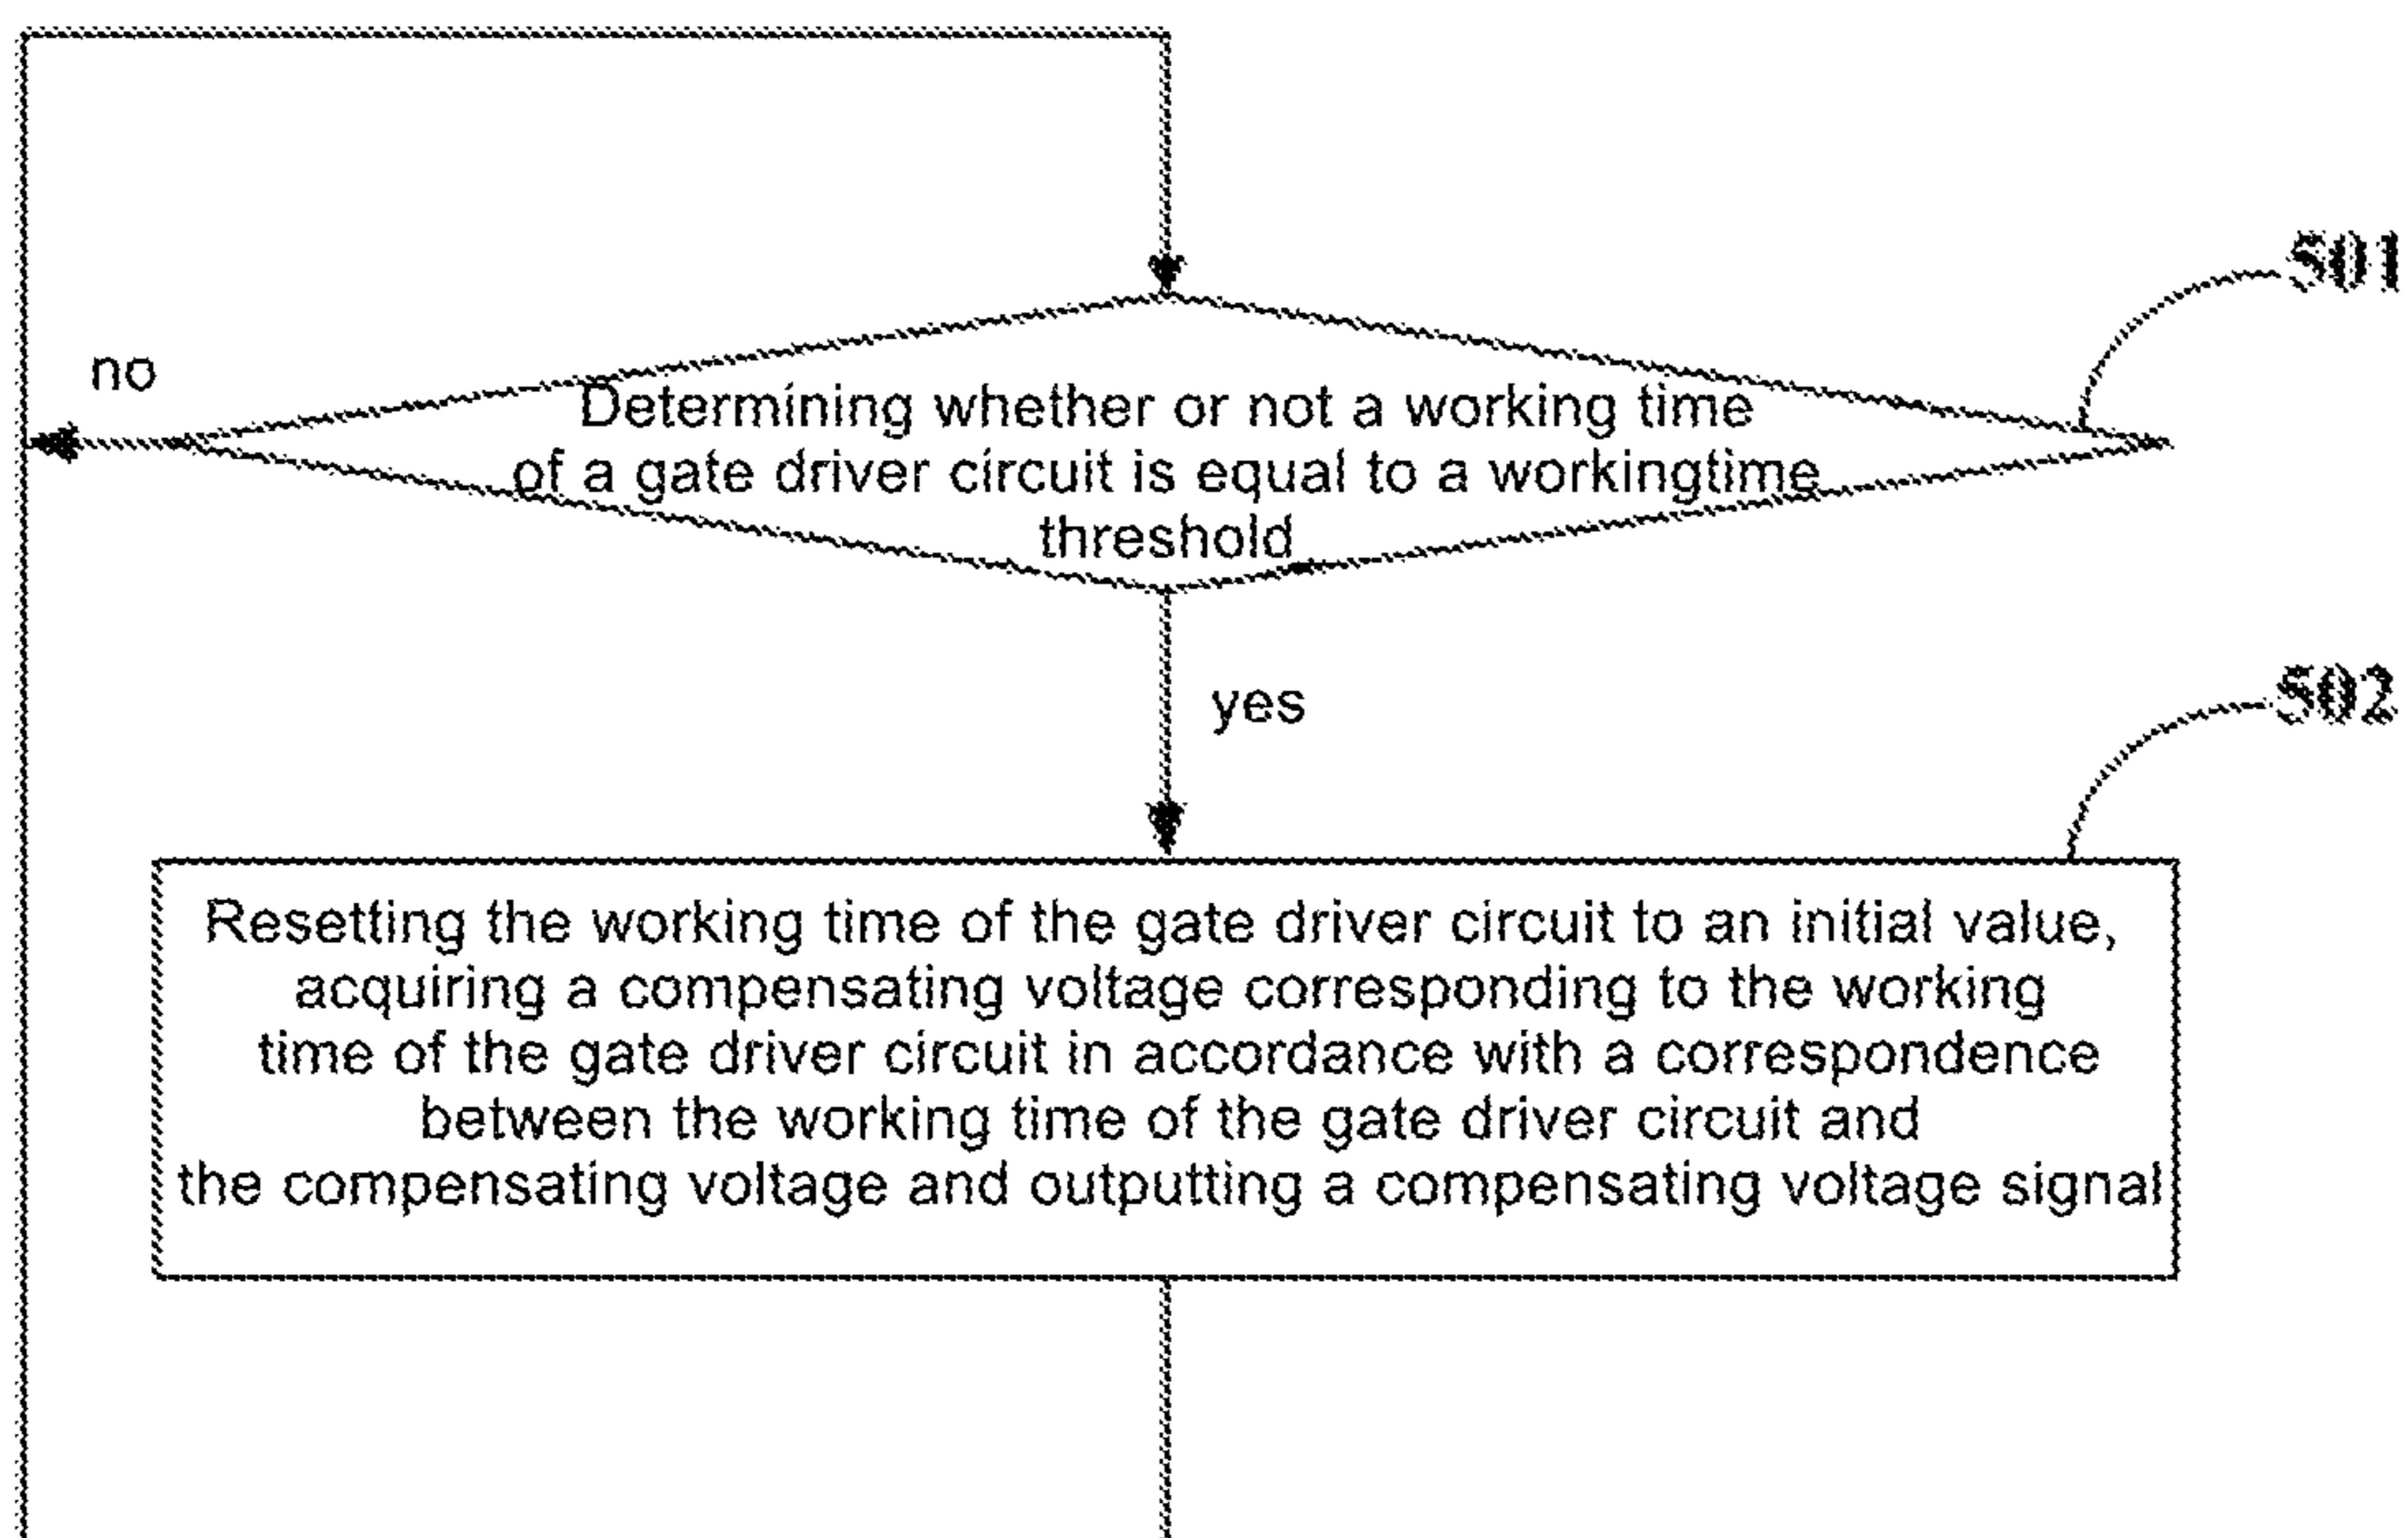 S01
no
Determining whether or not a working time
of a gate driver circuit is equal to a workingtime
threshold
yes
S02
Resetting the working time of the gate driver circuit to an initial value,
acquiring a compensating voltage corresponding to the working
time of the gate driver circuit in accordance with a correspondence
between the working time of the gate driver circuit and
the compensating voltage and outputting a compensating voltage signal